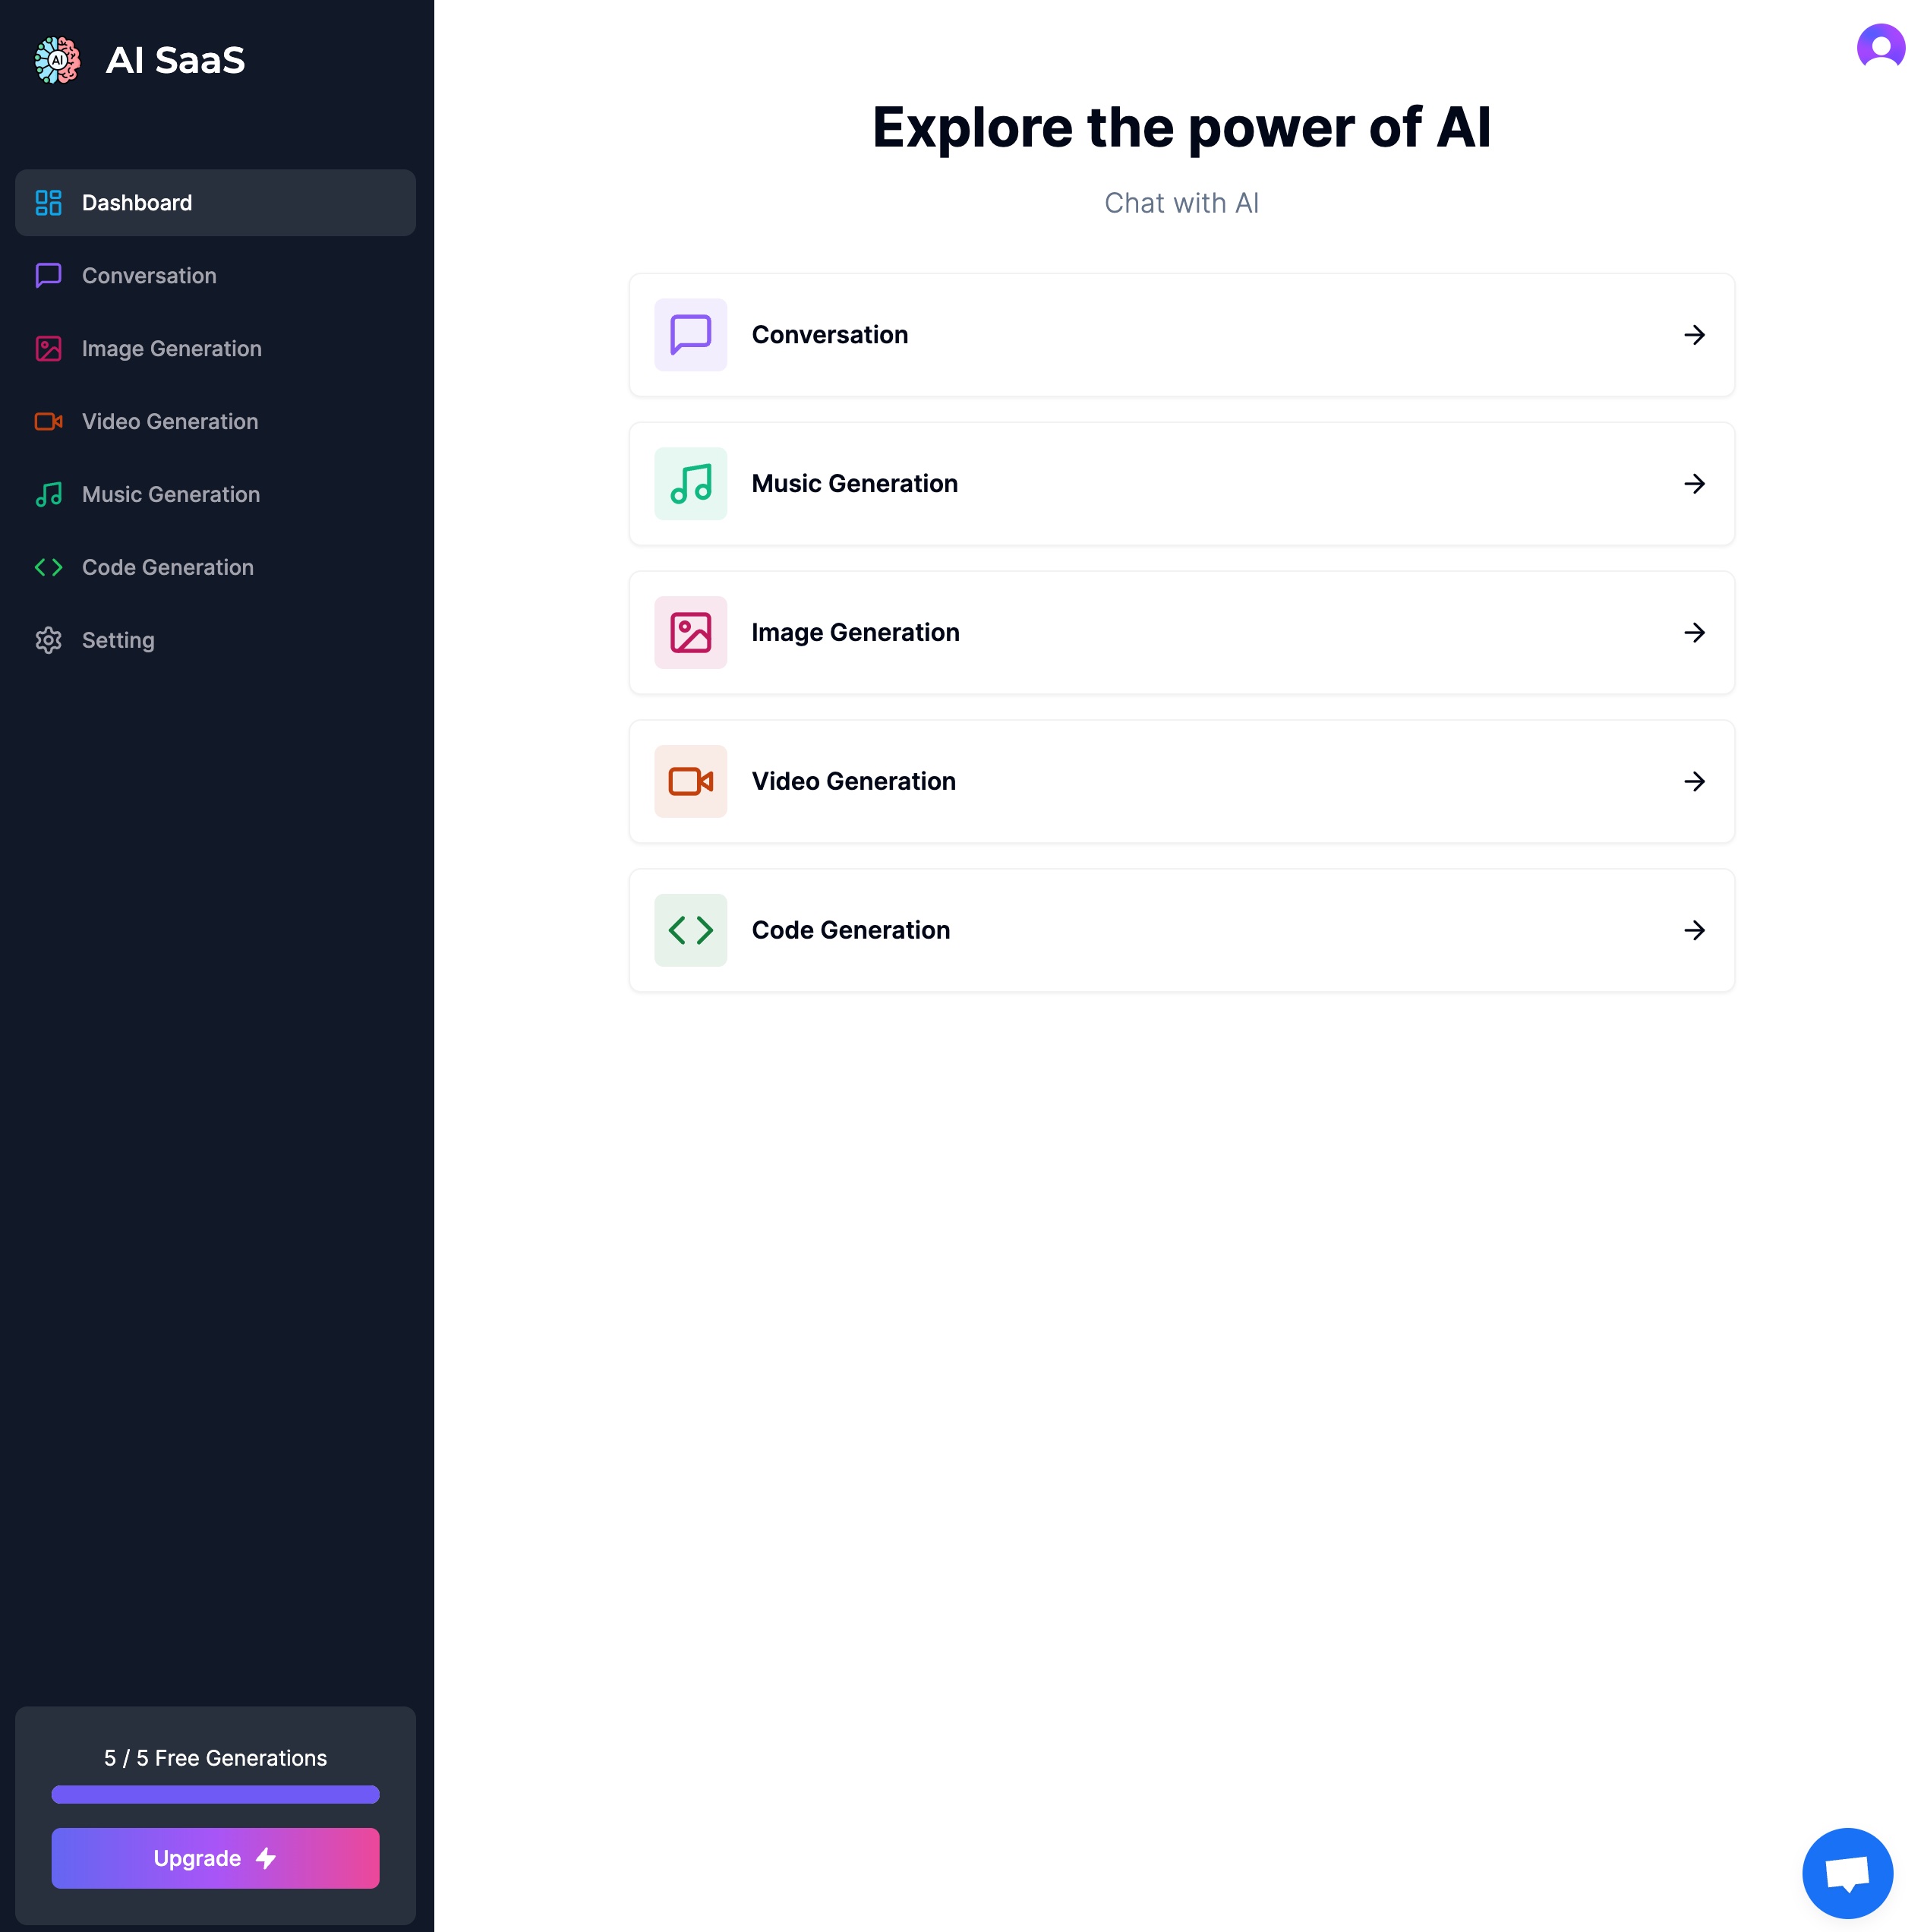 AI
AI SaaS
Dashboard
Conversation
Image Generation
Video Generation
Music Generation
Code Generation
Setting
5 / 5 Free Generations
Upgrade
Explore the power of AI
Chat with AI
Conversation
Music Generation
Image Generation
Video Generation
Code Generation